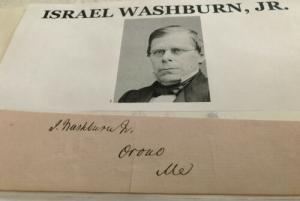 ISRAEL WASHBURN, JR.
I. Washburn Jr.
Orono
Me